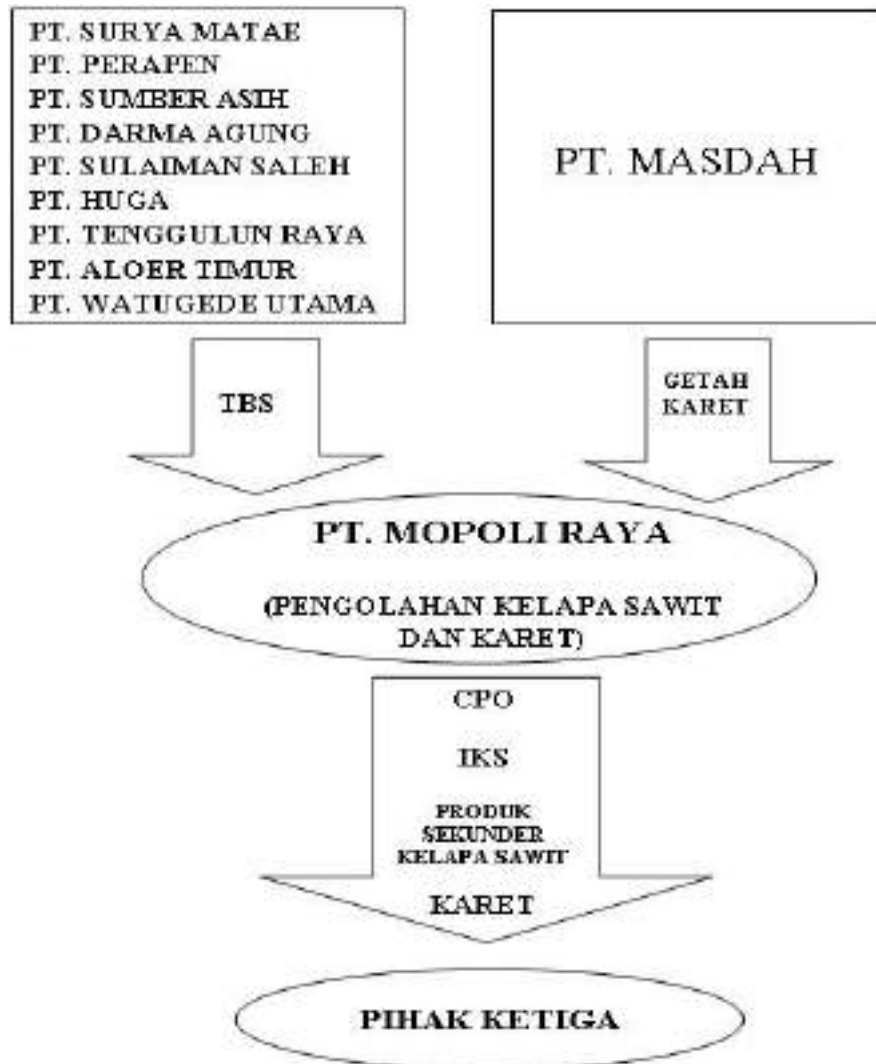 PT. SURYA MATAE
PT. PERAPEN
PT. SUMBER ASIH
PT. DARMA AGUNG
PT. SULAIMAN SALEH
PT. HUGA
PT. TENGGULUN RAYA
PT. ALOER TIMUR
PT. WATUGEDE UTAMA
PT. MASDAH
TBS
GETAH
KARET
PT. MOPOLI RAYA
(PENGOLAHAN KELAPA SAWIT
DAN KARET)
CPO
IKS
PRODUK
SEKUNDER
KELAPA SAWIT
KARET
PIHAK KETIGA